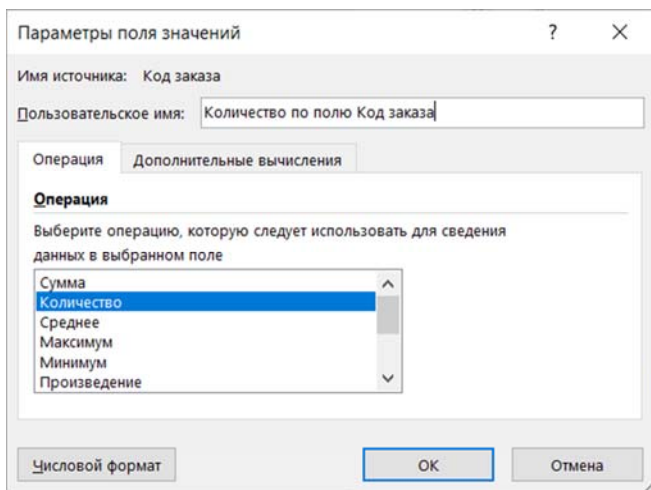 Параметры поля значений ? ×
Имя источника: Код заказа
Пользовательское имя: Количество по полю Код заказа
Операция Дополнительные вычисления
Операция
Выберите операцию, которую следует использовать для сведения
данных в выбранном поле
Сумма
Количество
Среднее
Максимум
Минимум
Произведение
Числовой формат ОК Отмена